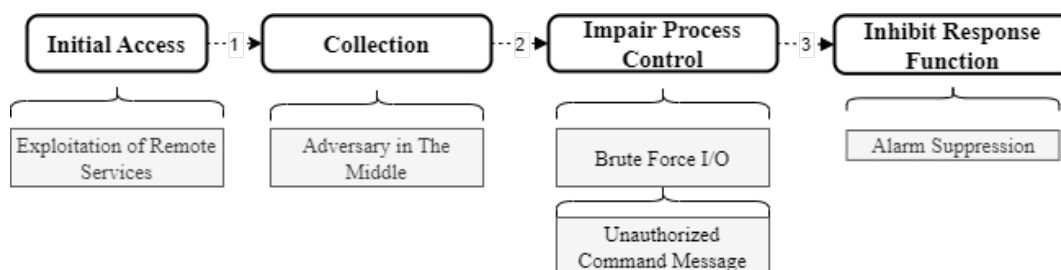 Initial Access
1
Collection
2
Impair Process
Control
3
Inhibit Response
Function
Exploitation of Remote
Services
Adversary in The
Middle
Brute Force I/O
Alarm Suppression
Unauthorized
Command Message